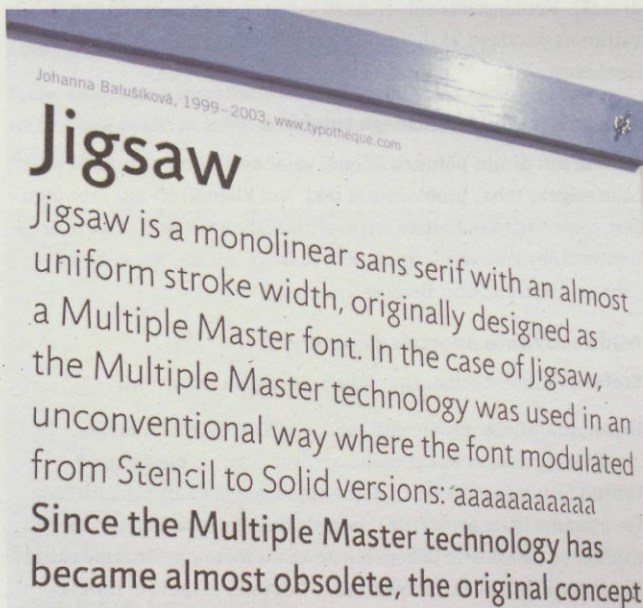 Johanna Balušíková, 1999–2003, www.typotheque.com
Jigsaw
Jigsaw is a monolinear sans serif with an almost
uniform stroke width, originally designed as
a Multiple Master font. In the case of Jigsaw,
the Multiple Master technology was used in an
unconventional way where the font modulated
from Stencil to Solid versions: aaaaaaaaaaaa
Since the Multiple Master technology has
became almost obsolete, the original concept